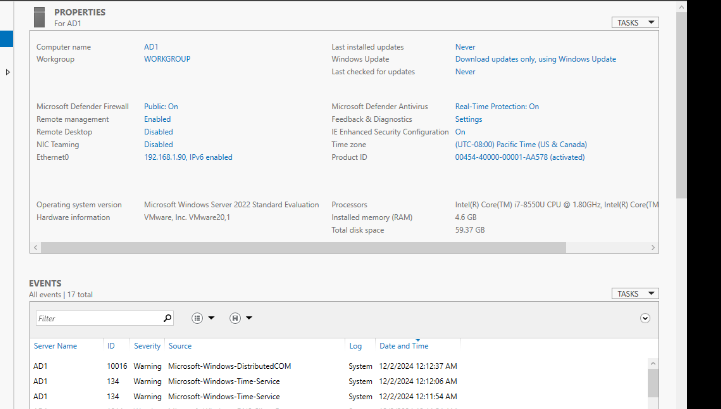 PROPERTIES
For AD1
TASKS
Computer name AD1 Last installed updates Never
Workgroup WORKGROUP Windows Update Download updates only, using Windows Update
Last checked for updates Never
Microsoft Defender Firewall Public: On Microsoft Defender Antivirus Real-Time Protection: On
Remote management Enabled Feedback & Diagnostics Settings
Remote Desktop Disabled IE Enhanced Security Configuration On
NIC Teaming Disabled Time zone (UTC-08:00) Pacific Time (US & Canada)
Ethernet0 192.168.1.90, IPv6 enabled Product ID 00454-40000-00001-AA578 (activated)
Operating system version Microsoft Windows Server 2022 Standard Evaluation Processors Intel(R) Core(TM) i7-8550U CPU @ 1.80GHz, Intel(R) Core(TM
Hardware information VMware, Inc. VMware20,1 Installed memory (RAM) 4.6 GB
Total disk space 59.37 GB
EVENTS
All events | 17 total TASKS
Filter
Server Name ID Severity Source Log Date and Time
AD1 10016 Warning Microsoft-Windows-DistributedCOM System 12/2/2024 12:12:37 AM
AD1 134 Warning Microsoft-Windows-Time-Service System 12/2/2024 12:12:06 AM
AD1 134 Warning Microsoft-Windows-Time-Service System 12/2/2024 12:11:54 AM